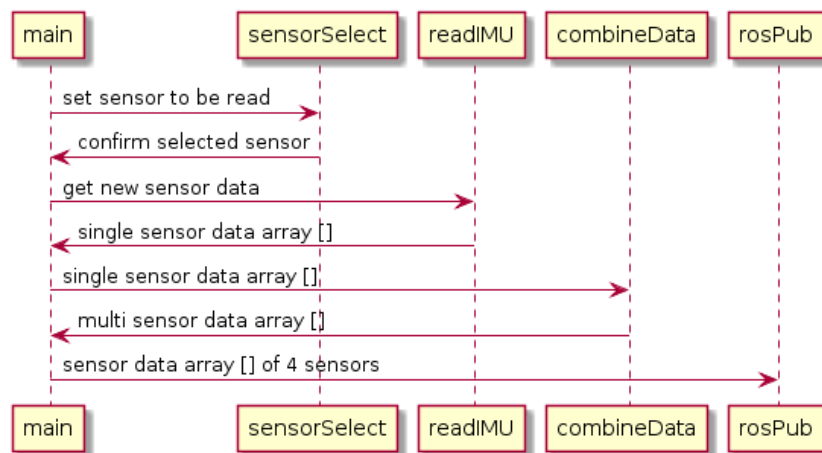 main sensorSelect readIMU combineData rosPub
set sensor to be read
confirm selected sensor
get new sensor data
single sensor data array []
single sensor data array []
multi sensor data array []
sensor data array [] of 4 sensors
main sensorSelect readIMU combineData rosPub